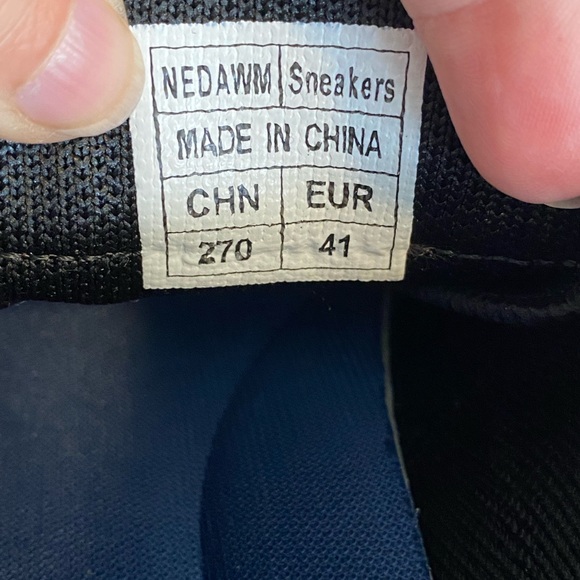 NEDAWM Sneakers
MADE IN CHINA
CHN EUR
270 41